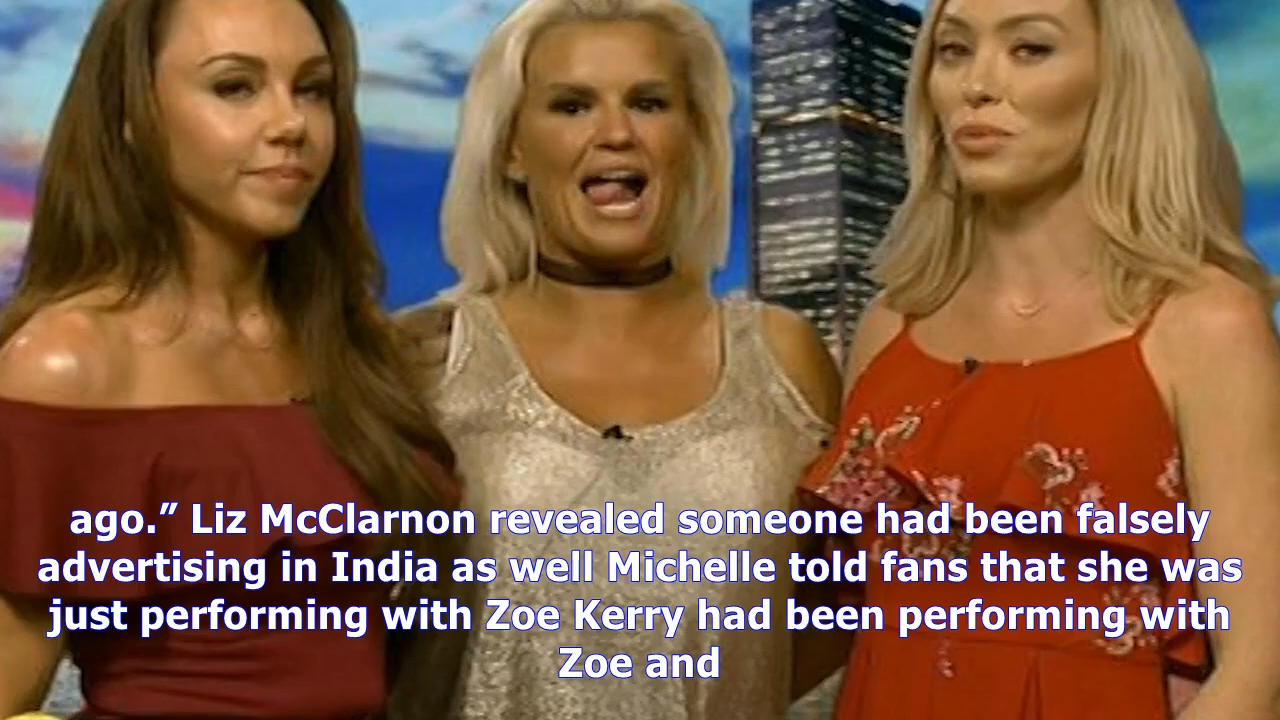 ago.” Liz McClarnon revealed someone had been falsely
advertising in India as well Michelle told fans that she was
just performing with Zoe Kerry had been performing with
Zoe and